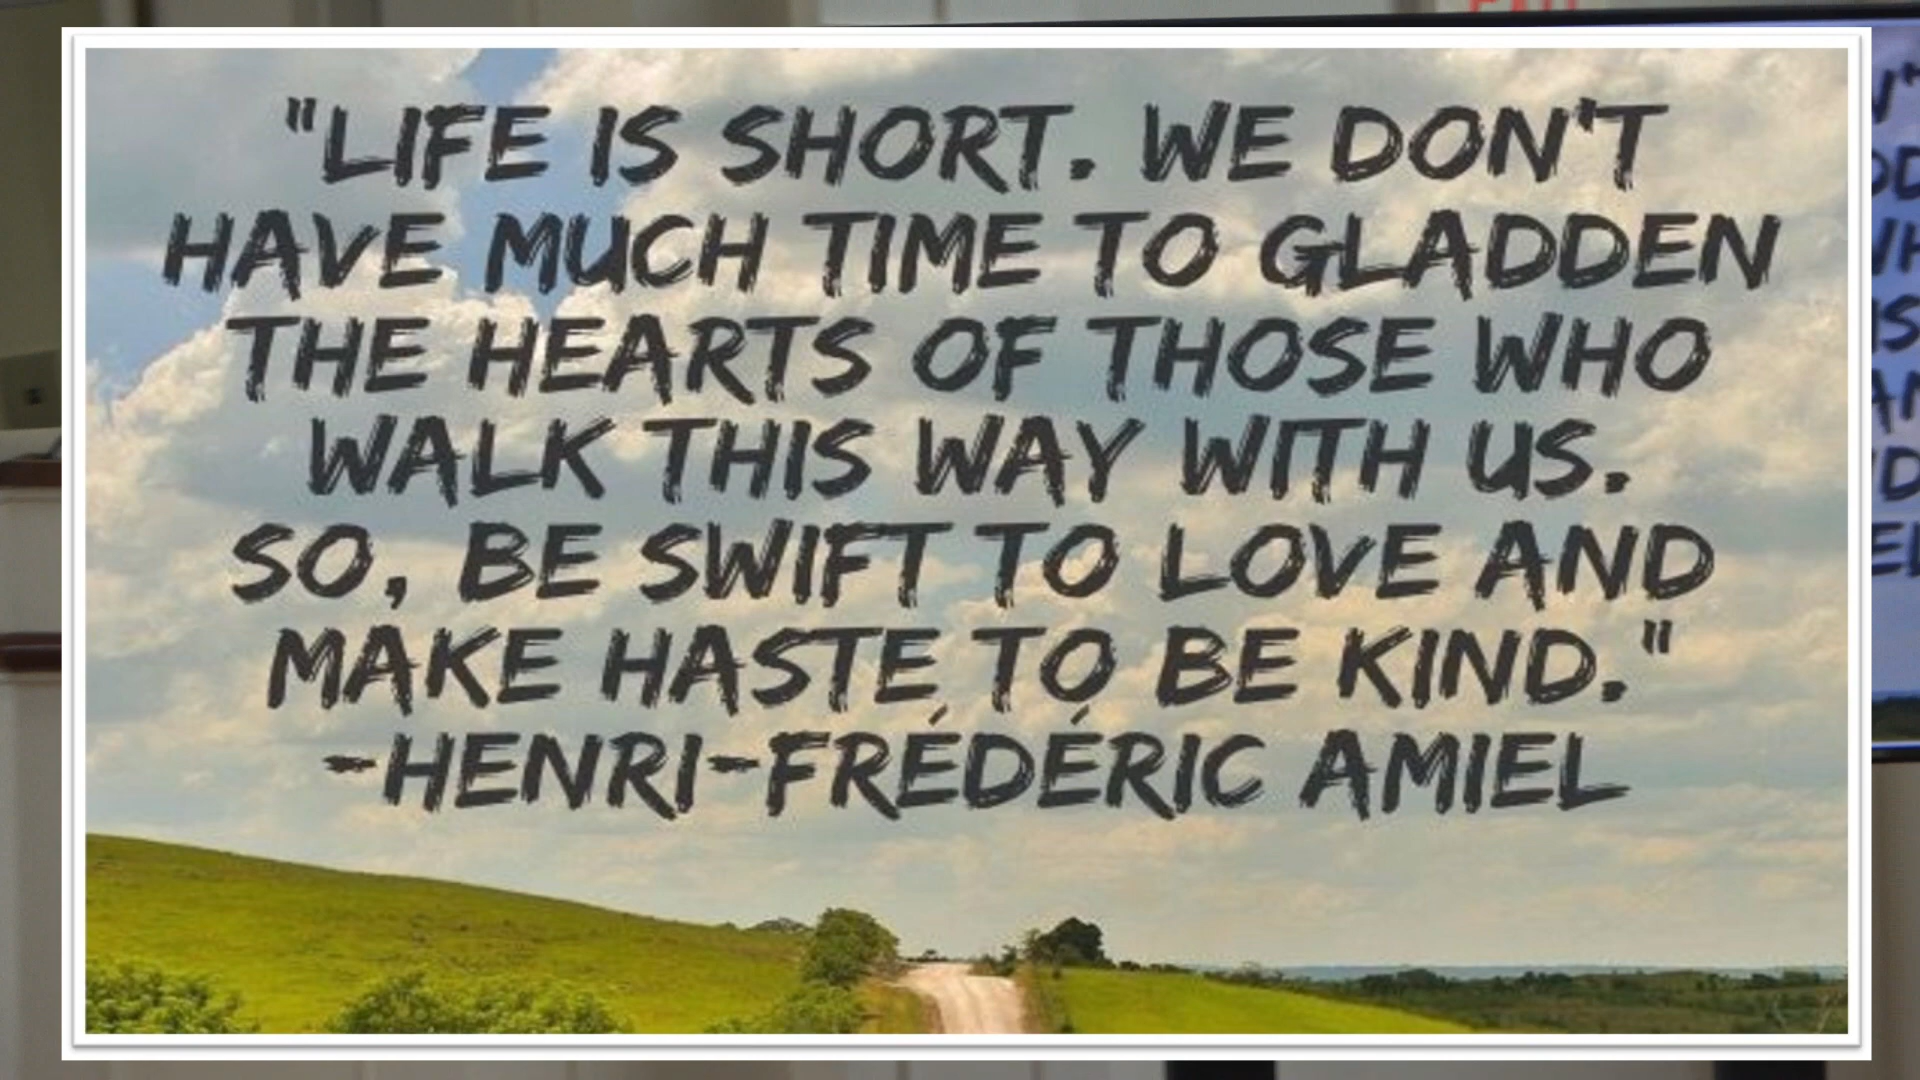 "LIFE IS SHORT. WE DON'T
HAVE MUCH TIME TO GLADDEN
THE HEARTS OF THOSE WHO
WALK THIS WAY WITH US.
SO, BE SWIFT TO LOVE AND
MAKE HASTE TO BE KIND."
-HENRI-FRÉDÉRIC AMIEL